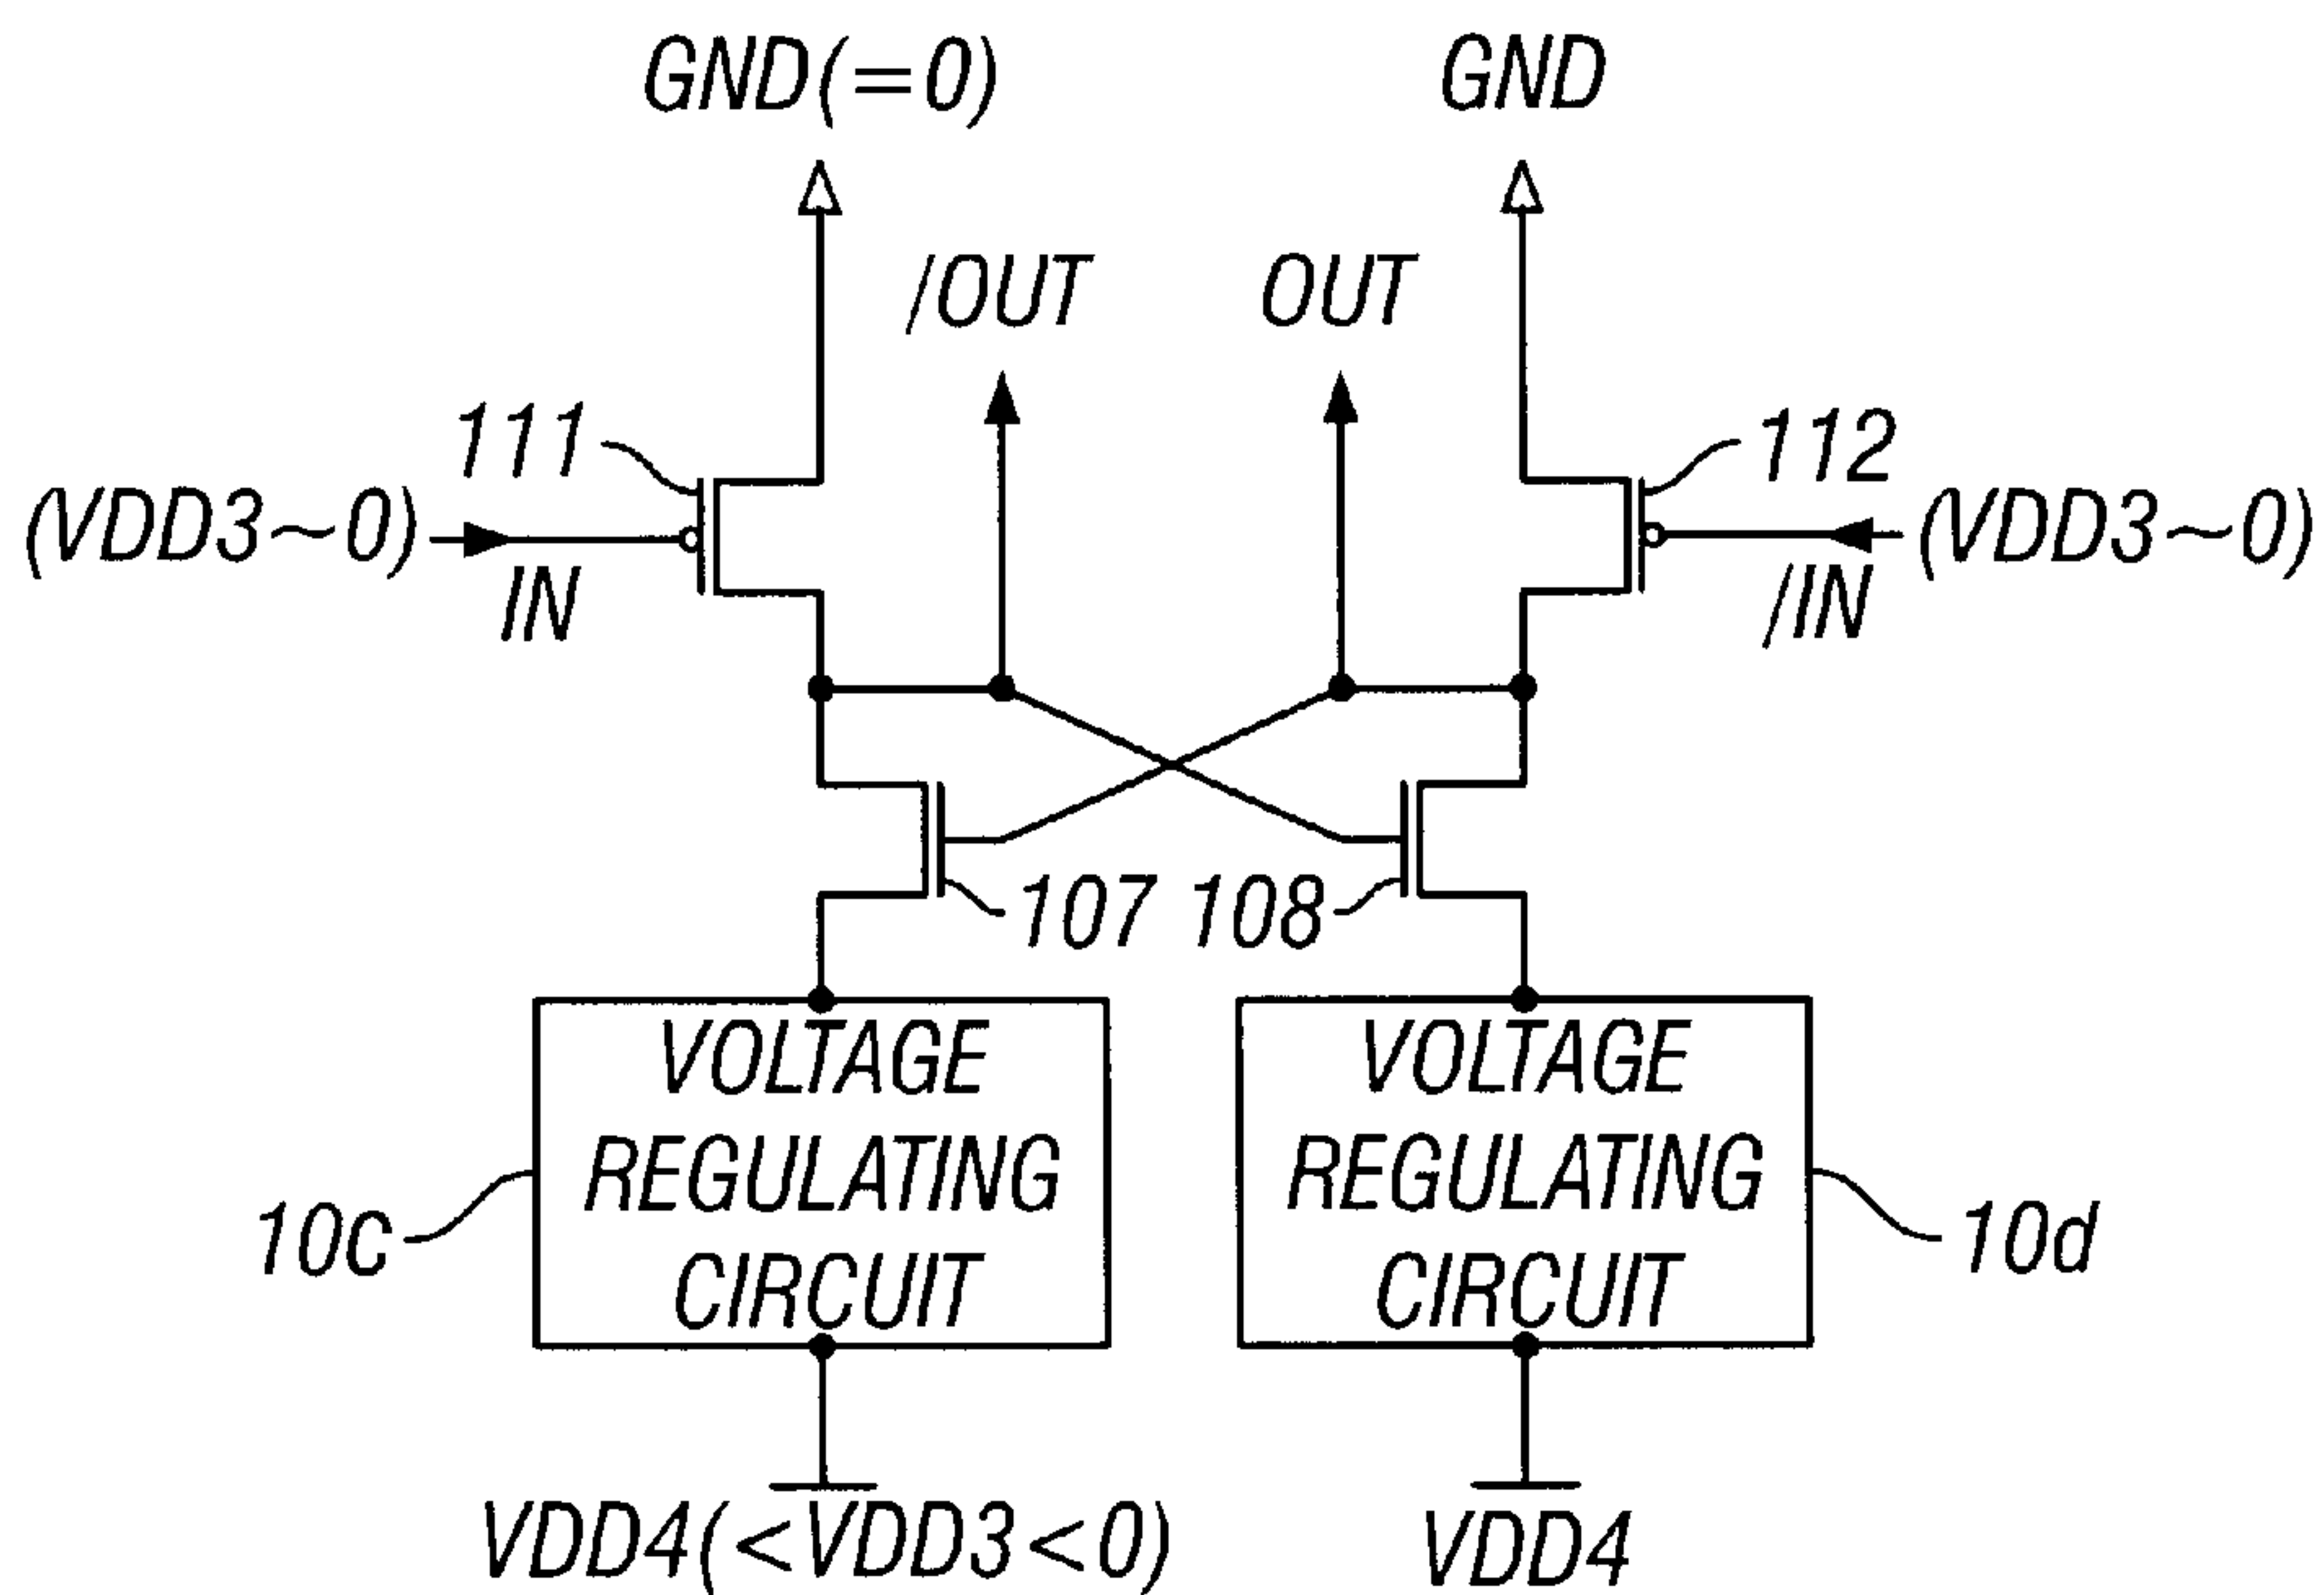 GND(=0)
GND
/OUT
OUT
111
112
(VDD3~0)
(VDD3~0)
IN
/IN
107
108
VOLTAGE
REGULATING
CIRCUIT
VOLTAGE
REGULATING
CIRCUIT
10c
10d
VDD4(<VDD3<0)
VDD4